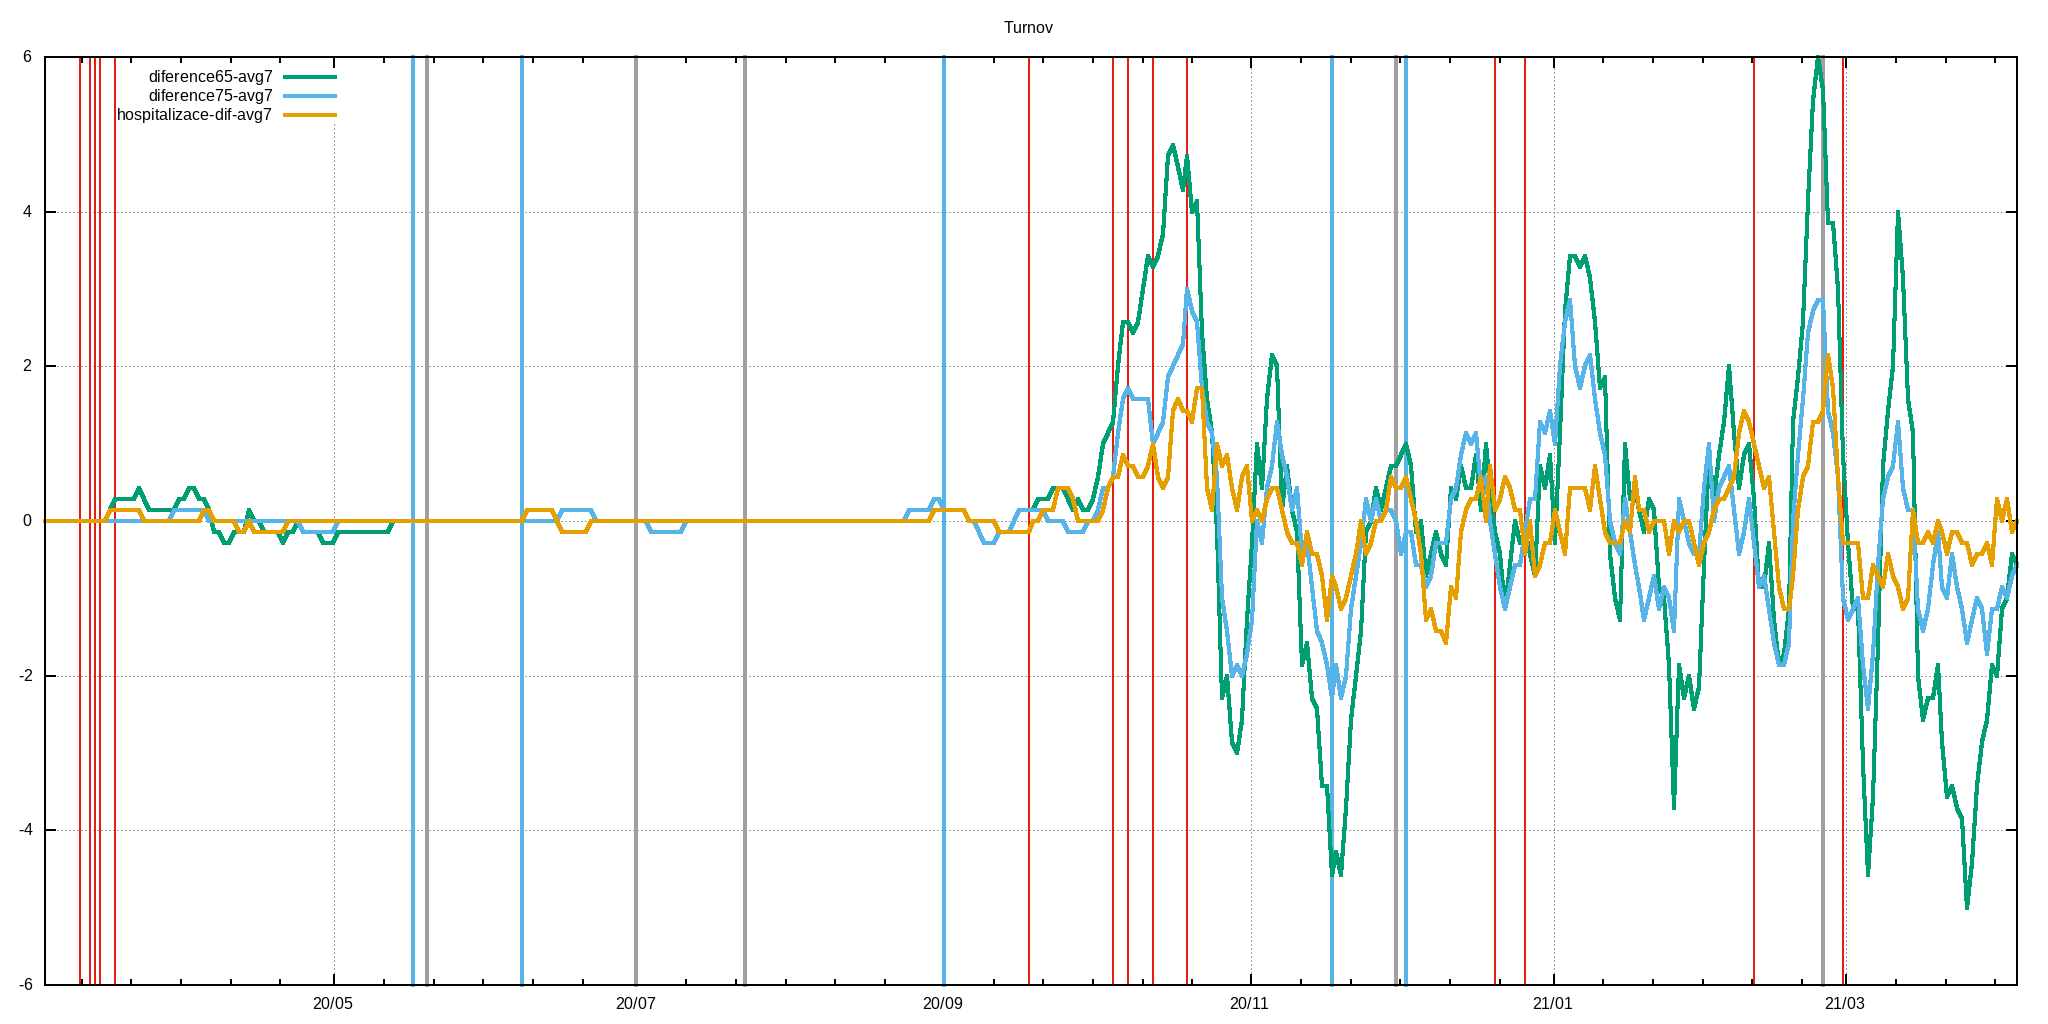 Turnov
6
diference65-avg7
diference75-avg7
hospitalizace-dif-avg7
4
2
0
-2
-4
-6
20/05 20/07 20/09 20/11 21/01 21/03